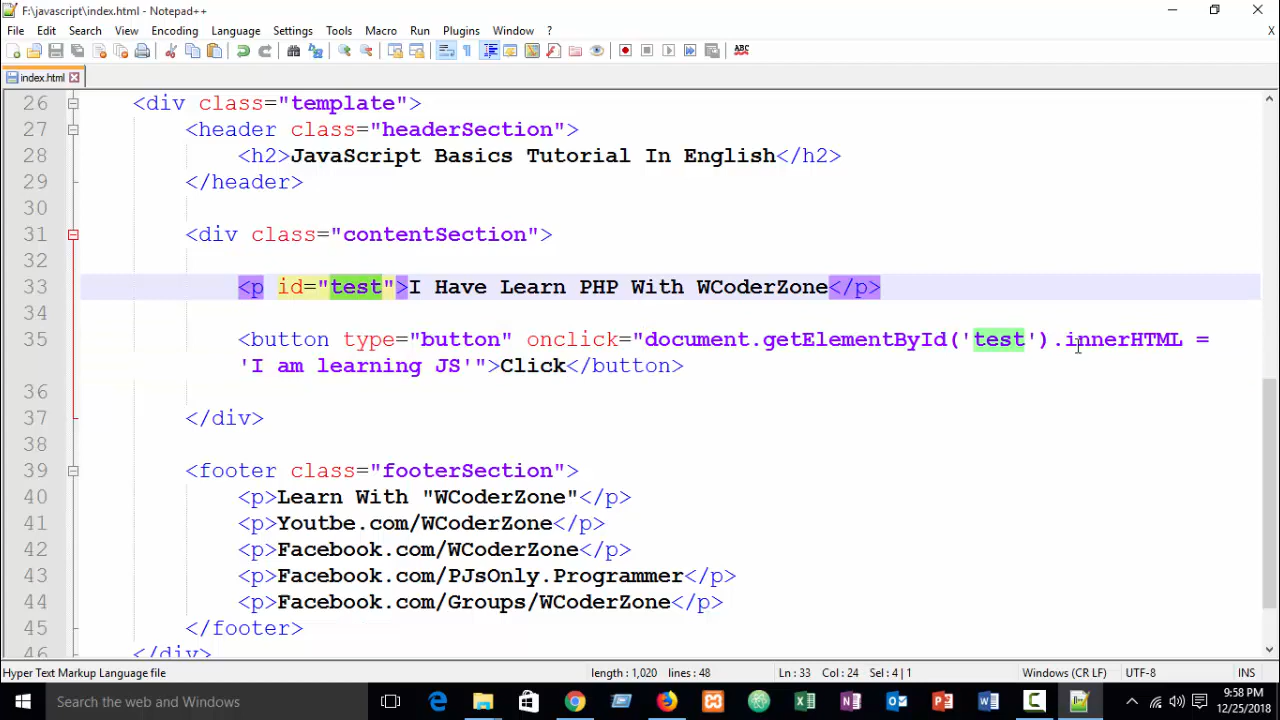 F:\javascript\index.html - Notepad++
File Edit Search View Encoding Language Settings Tools Macro Run Plugins Window ?
X
ABC
index.html
26 <div class="template">
27 <header class="headerSection">
28 <h2>JavaScript Basics Tutorial In English</h2>
29 </header>
30
31 <div class="contentSection">
32
33 <p id="test">I Have Learn PHP With WCoderZone</p>
34
35 <button type="button" onclick="document.getElementById('test').innerHTML =
'I am learning JS'">Click</button>
36
37 </div>
38
39 <footer class="footerSection">
40 <p>Learn With "WCoderZone"</p>
41 <p>Youtbe.com/WCoderZone</p>
42 <p>Facebook.com/WCoderZone</p>
43 <p>Facebook.com/PJsOnly.Programmer</p>
44 <p>Facebook.com/Groups/WCoderZone</p>
45 </footer>
46 </div>
Hyper Text Markup Language file length : 1,020 lines : 48 Ln : 33 Col : 24 Sel : 4 | 1 Windows (CR LF) UTF-8 INS
Search the web and Windows
9:58 PM
12/25/2018